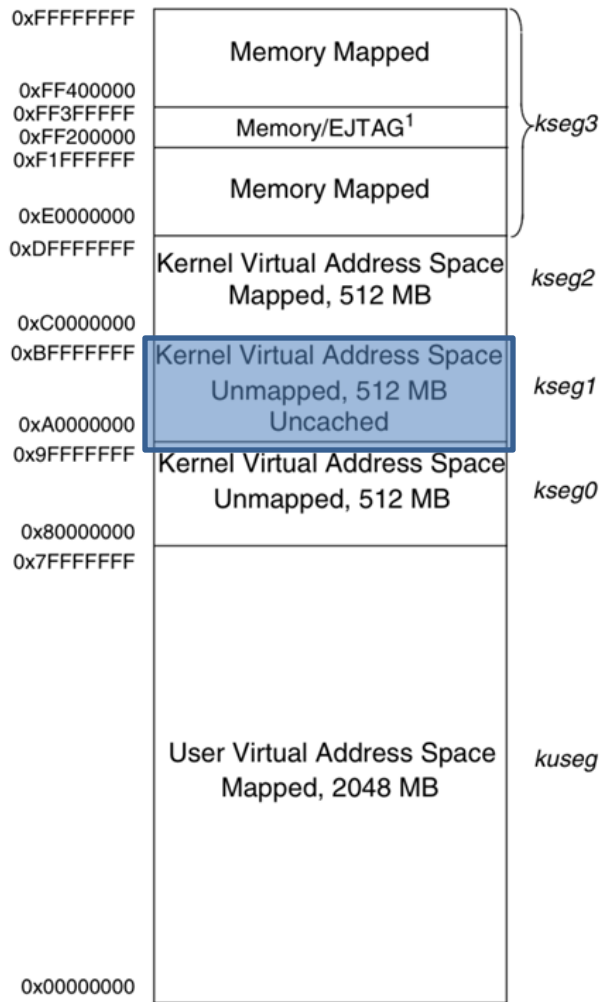 0xFFFFFFFF
Memory Mapped
0xFF400000
0xFF3FFFFF
Memory/EJTAG¹
kseg3
0xFF200000
0xF1FFFFFF
Memory Mapped
0xE0000000
0xDFFFFFFF
Kernel Virtual Address Space
Mapped, 512 MB
kseg2
0xC0000000
0xBFFFFFFF
Kernel Virtual Address Space
Unmapped, 512 MB
Uncached
kseg1
0xA0000000
0x9FFFFFFF
Kernel Virtual Address Space
Unmapped, 512 MB
kseg0
0x80000000
0x7FFFFFFF
User Virtual Address Space
Mapped, 2048 MB
kuseg
0x00000000